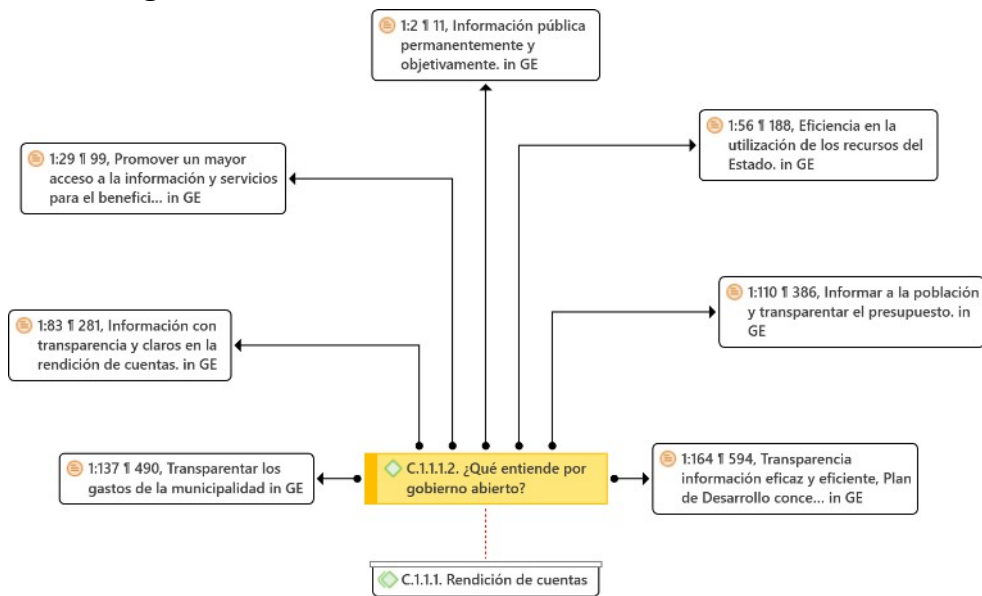 1:2 ¶ 11, Información pública
permanentemente y
objetivamente. in GE
1:56 ¶ 188, Eficiencia en la
utilización de los recursos del
Estado. in GE
1:29 ¶ 99, Promover un mayor
acceso a la información y servicios
para el benefici... in GE
1:110 ¶ 386, Informar a la población
y transparentar el presupuesto. in
GE
1:83 ¶ 281, Información con
transparencia y claros en la
rendición de cuentas. in GE
1:137 ¶ 490, Transparentar los
gastos de la municipalidad in GE
C.1.1.1.2. ¿Qué entiende por
gobierno abierto?
1:164 ¶ 594, Transparencia
información eficaz y eficiente, Plan
de Desarrollo conce... in GE
C.1.1.1. Rendición de cuentas